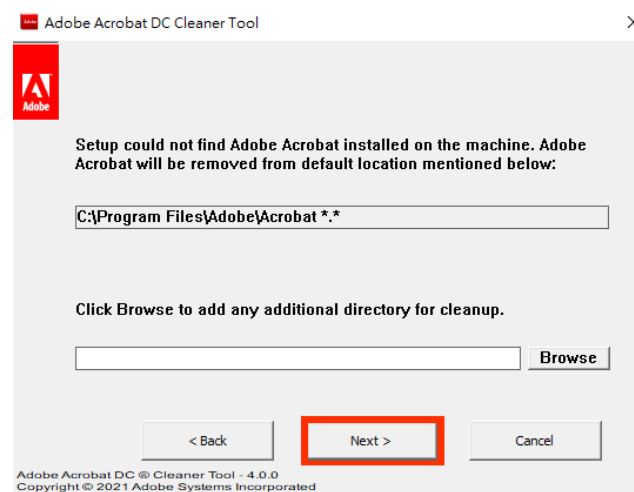 Adobe Acrobat DC Cleaner Tool
Adobe
Setup could not find Adobe Acrobat installed on the machine. Adobe
Acrobat will be removed from default location mentioned below:
C:\Program Files\Adobe\Acrobat *.*
Click Browse to add any additional directory for cleanup.
Browse
< Back
Next >
Cancel
Adobe Acrobat DC ® Cleaner Tool - 4.0.0
Copyright © 2021 Adobe Systems Incorporated